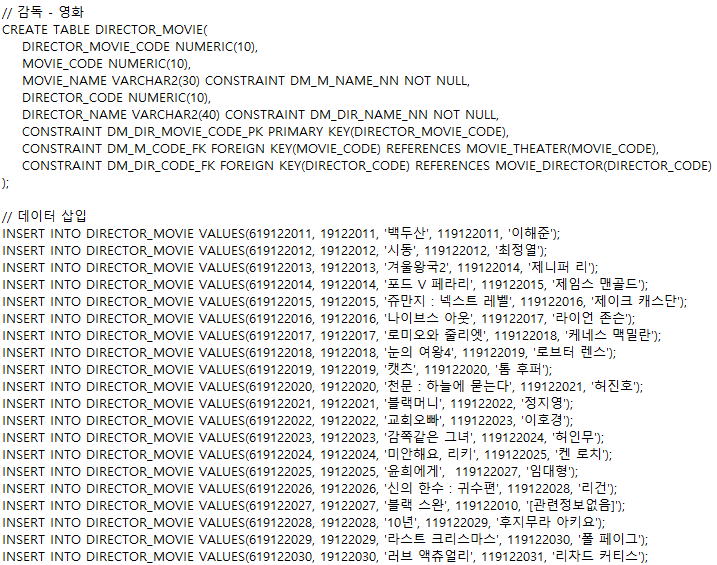 // 감독 - 영화
CREATE TABLE DIRECTOR_MOVIE(
DIRECTOR_MOVIE_CODE NUMERIC(10),
MOVIE_CODE NUMERIC(10),
MOVIE_NAME VARCHAR2(30) CONSTRAINT DM_M_NAME_NN NOT NULL,
DIRECTOR_CODE NUMERIC(10),
DIRECTOR_NAME VARCHAR2(40) CONSTRAINT DM_DIR_NAME_NN NOT NULL,
CONSTRAINT DM_DIR_MOVIE_CODE_PK PRIMARY KEY(DIRECTOR_MOVIE_CODE),
CONSTRAINT DM_M_CODE_FK FOREIGN KEY(MOVIE_CODE) REFERENCES MOVIE_THEATER(MOVIE_CODE),
CONSTRAINT DM_DIR_CODE_FK FOREIGN KEY(DIRECTOR_CODE) REFERENCES MOVIE_DIRECTOR(DIRECTOR_CODE)
);
// 데이터 삽입
INSERT INTO DIRECTOR_MOVIE VALUES(619122011, 19122011, '백두산', 119122011, '이해준');
INSERT INTO DIRECTOR_MOVIE VALUES(619122012, 19122012, '시동', 119122012, '최정열');
INSERT INTO DIRECTOR_MOVIE VALUES(619122013, 19122013, '겨울왕국2', 119122014, '제니퍼 리');
INSERT INTO DIRECTOR_MOVIE VALUES(619122014, 19122014, '포드 V 페라리', 119122015, '제임스 맨골드');
INSERT INTO DIRECTOR_MOVIE VALUES(619122015, 19122015, '쥬만지 : 넥스트 레벨', 119122016, '제이크 캐스단');
INSERT INTO DIRECTOR_MOVIE VALUES(619122016, 19122016, '나이브스 아웃', 119122017, '라이언 존슨');
INSERT INTO DIRECTOR_MOVIE VALUES(619122017, 19122017, '로미오와 줄리엣', 119122018, '케네스 맥밀란');
INSERT INTO DIRECTOR_MOVIE VALUES(619122018, 19122018, '눈의 여왕4', 119122019, '로브터 렌스');
INSERT INTO DIRECTOR_MOVIE VALUES(619122019, 19122019, '캣츠', 119122020, '톰 후퍼');
INSERT INTO DIRECTOR_MOVIE VALUES(619122020, 19122020, '천문 : 하늘에 묻는다', 119122021, '허진호');
INSERT INTO DIRECTOR_MOVIE VALUES(619122021, 19122021, '블랙머니', 119122022, '정지영');
INSERT INTO DIRECTOR_MOVIE VALUES(619122022, 19122022, '교회오빠', 119122023, '이호경');
INSERT INTO DIRECTOR_MOVIE VALUES(619122023, 19122023, '감쪽같은 그녀', 119122024, '허인무');
INSERT INTO DIRECTOR_MOVIE VALUES(619122024, 19122024, '미안해요, 리키', 119122025, '켄 로치');
INSERT INTO DIRECTOR_MOVIE VALUES(619122025, 19122025, '윤희에게', 119122027, '임대형');
INSERT INTO DIRECTOR_MOVIE VALUES(619122026, 19122026, '신의 한수 : 귀수편', 119122028, '리건');
INSERT INTO DIRECTOR_MOVIE VALUES(619122027, 19122027, '블랙 스완', 119122010, '[관련정보없음]');
INSERT INTO DIRECTOR_MOVIE VALUES(619122028, 19122028, '10년', 119122029, '후지무라 아키요');
INSERT INTO DIRECTOR_MOVIE VALUES(619122029, 19122029, '라스트 크리스마스', 119122030, '폴 페이그');
INSERT INTO DIRECTOR_MOVIE VALUES(619122030, 19122030, '러브 액츄얼리', 119122031, '리차드 커티스');